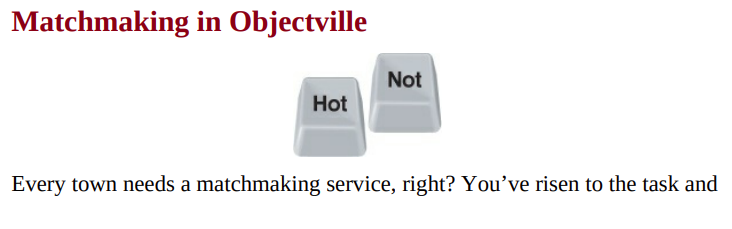 Matchmaking in Objectville
Not
Hot
Every town needs a matchmaking service, right? You’ve risen to the task and